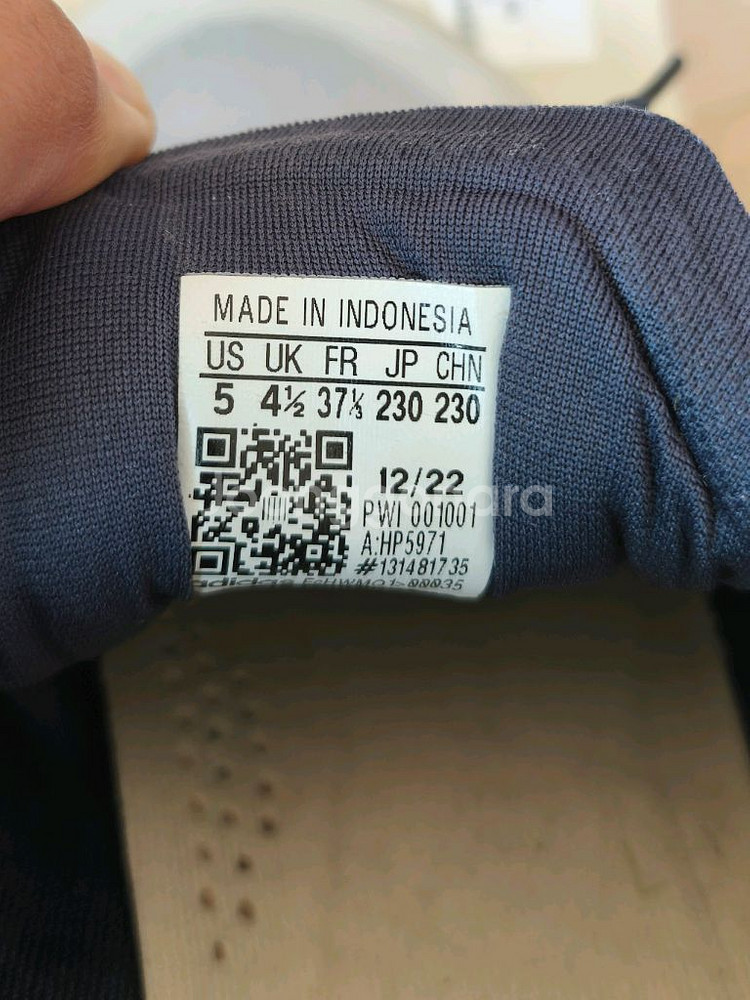 MADE IN INDONESIA
US UK FR JP CHN
5 4½ 37⅓ 230 230
12/22
PWI 001001
A:HP5971
#131481735
adidas